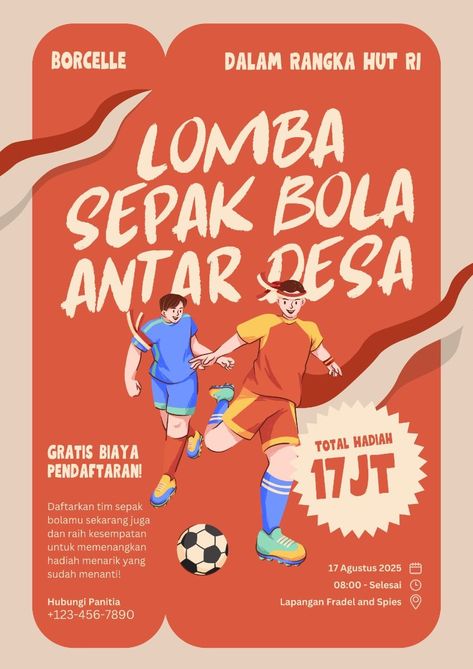 BORCELLE
DALAM RANGKA HUT RI
LOMBA
SEPAK BOLA
ANTAR DESA
GRATIS BIAYA
PENDAFTARAN!
TOTAL HADIAH
17JT
Daftarkan tim sepak
bolamu sekarang juga
dan raih kesempatan
untuk memenangkan
hadiah menarik yang
sudah menanti!
Hubungi Panitia
+123-456-7890
17 Agustus 2025
08:00 - Selesai
Lapangan Fradel and Spies